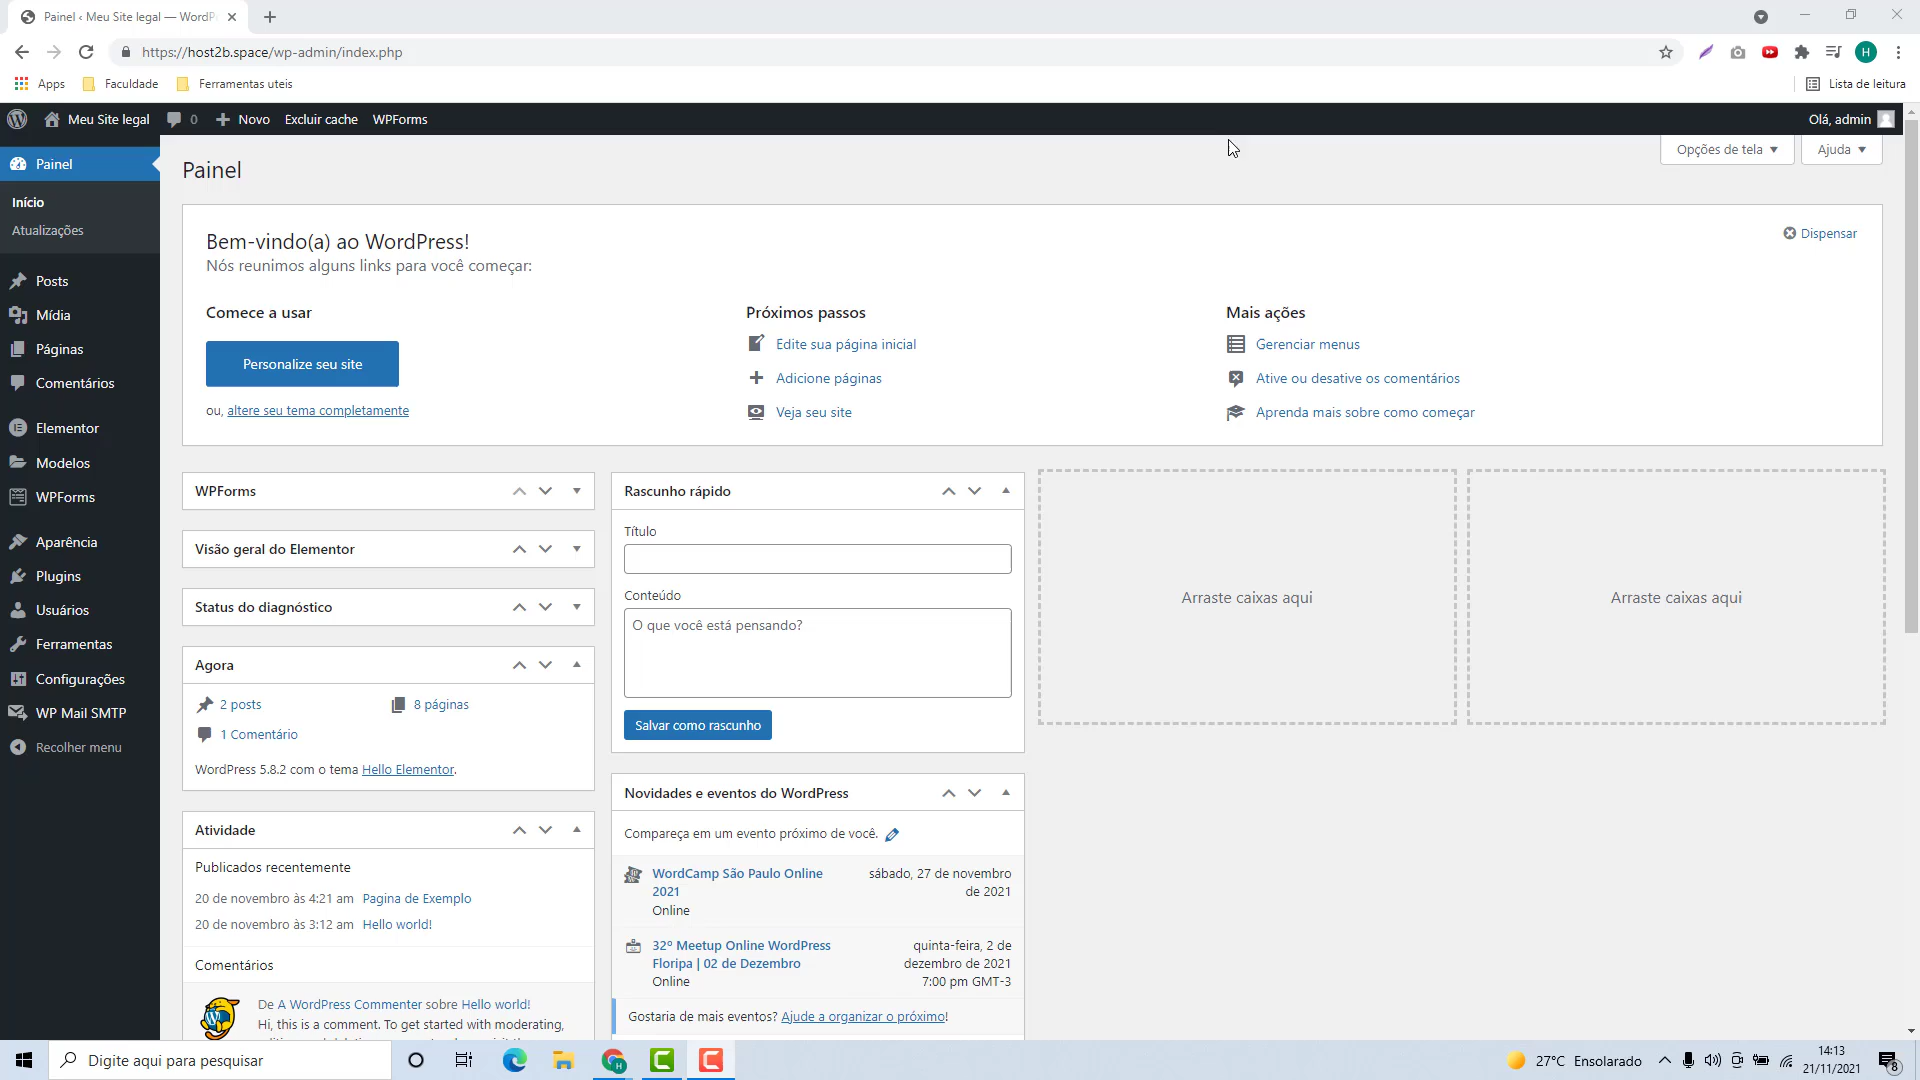 Painel ‹ Meu Site legal — WordP
https://host2b.space/wp-admin/index.php
H
Apps
Faculdade
Ferramentas uteis
Lista de leitura
Meu Site legal
0
Novo
Excluir cache
WPForms
Olá, admin
Painel
Início
Atualizações
Posts
Mídia
Páginas
Comentários
Elementor
Modelos
WPForms
Aparência
Plugins
Usuários
Ferramentas
Configurações
WP Mail SMTP
Recolher menu
Opções de tela
Ajuda
Painel
Bem-vindo(a) ao WordPress!
Nós reunimos alguns links para você começar:
Dispensar
Comece a usar
Personalize seu site
ou, altere seu tema completamente
Próximos passos
Edite sua página inicial
Adicione páginas
Veja seu site
Mais ações
Gerenciar menus
Ative ou desative os comentários
Aprenda mais sobre como começar
WPForms
Visão geral do Elementor
Status do diagnóstico
Agora
2 posts
8 páginas
1 Comentário
WordPress 5.8.2 com o tema Hello Elementor.
Atividade
Publicados recentemente
20 de novembro às 4:21 am Pagina de Exemplo
20 de novembro às 3:12 am Hello world!
Comentários
De A WordPress Commenter sobre Hello world!
Hi, this is a comment. To get started with moderating,
Rascunho rápido
Título
Conteúdo
O que você está pensando?
Salvar como rascunho
Novidades e eventos do WordPress
Compareça em um evento próximo de você.
WordCamp São Paulo Online
2021
Online
sábado, 27 de novembro
de 2021
32º Meetup Online WordPress
Floripa | 02 de Dezembro
Online
quinta-feira, 2 de
dezembro de 2021
7:00 pm GMT-3
Gostaria de mais eventos? Ajude a organizar o próximo!
Arraste caixas aqui
Arraste caixas aqui
Digite aqui para pesquisar
27°C Ensolarado
14:13
21/11/2021
8